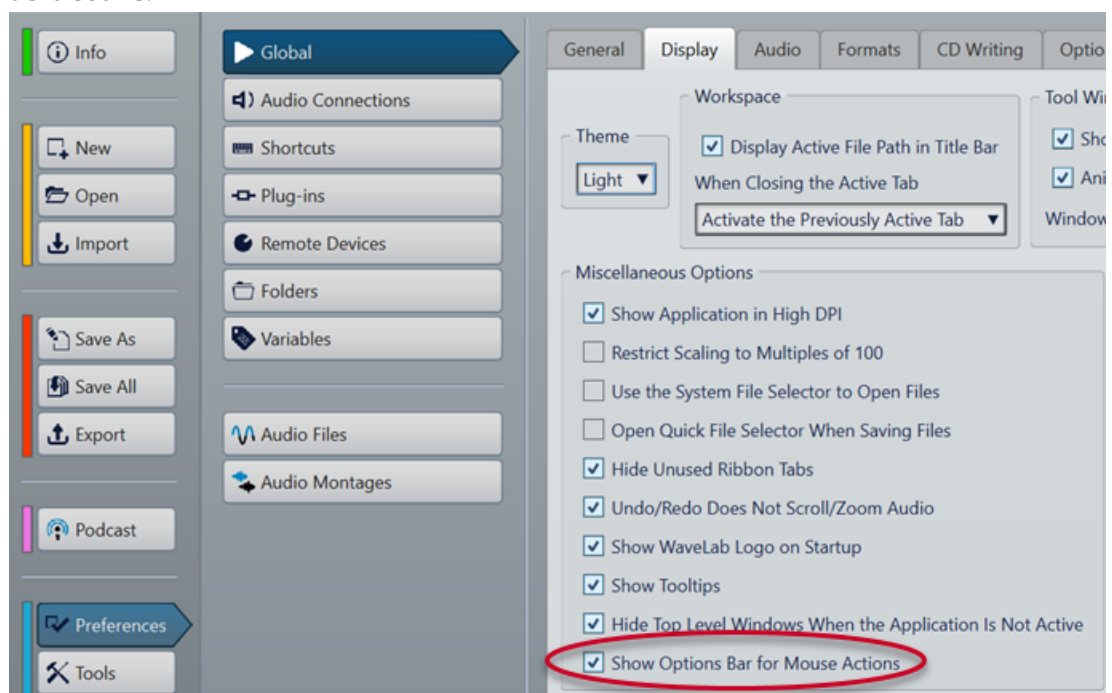 Info
New
Open
Import
Save As
Save All
Export
Podcast
Preferences
Tools
Global
Audio Connections
Shortcuts
Plug-ins
Remote Devices
Folders
Variables
Audio Files
Audio Montages
General Display Audio Formats CD Writing Optio
Theme
Light
Workspace
Display Active File Path in Title Bar
When Closing the Active Tab
Activate the Previously Active Tab
Tool Wi
Sho
Ani
Window
Miscellaneous Options
Show Application in High DPI
Restrict Scaling to Multiples of 100
Use the System File Selector to Open Files
Open Quick File Selector When Saving Files
Hide Unused Ribbon Tabs
Undo/Redo Does Not Scroll/Zoom Audio
Show WaveLab Logo on Startup
Show Tooltips
Hide Top Level Windows When the Application Is Not Active
Show Options Bar for Mouse Actions